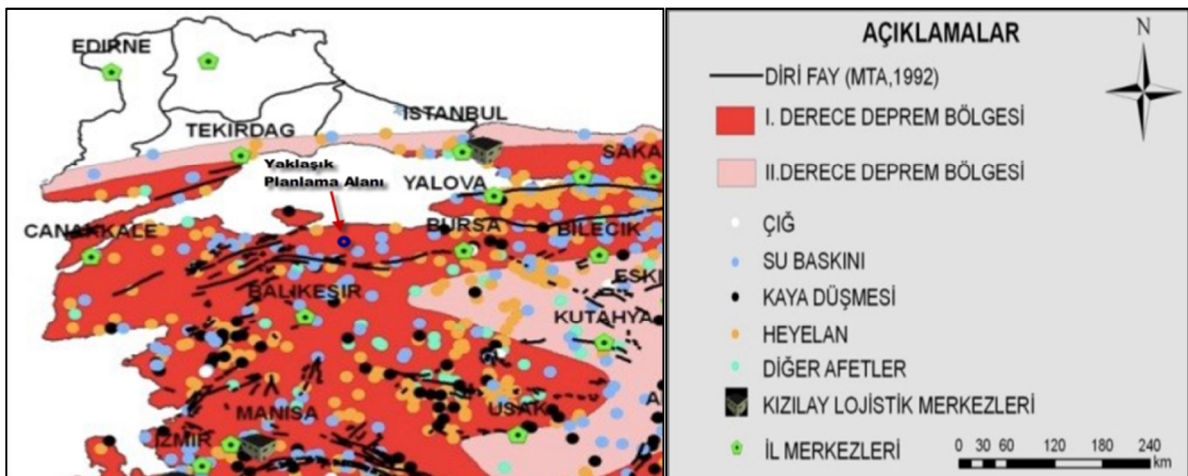 EDIRNE
ISTANBUL
TEKIRDAG
SAKA
Yaklaşık
Planlama Alanı
YALOVA
CANAKKALE
BURSA
BILECIK
ESKI
BALIKESIR
KUTAHYA
MANISA
USAK
A
IZMIR
AÇIKLAMALAR
N
DİRİ FAY (MTA,1992)
I. DERECE DEPREM BÖLGESİ
II.DERECE DEPREM BÖLGESİ
ÇIĞ
SU BASKINI
KAYA DÜŞMESİ
HEYELAN
DİĞER AFETLER
KIZILAY LOJİSTİK MERKEZLERİ
İL MERKEZLERİ
0 30 60 120 180 240
km